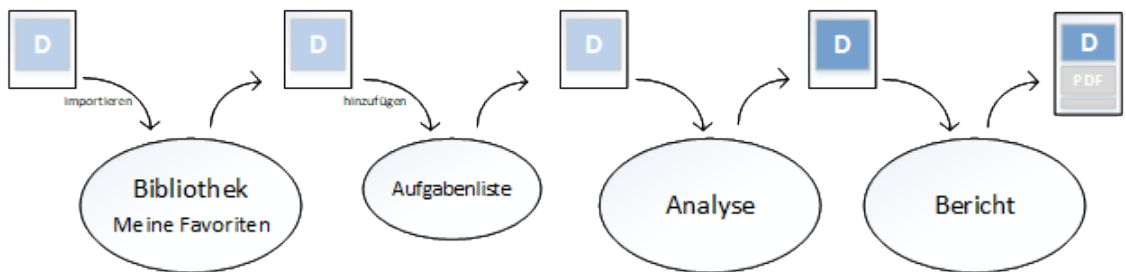 D
D
D
D
D
PDF
importieren
hinzufügen
Bibliothek
Meine Favoriten
Aufgabenliste
Analyse
Bericht